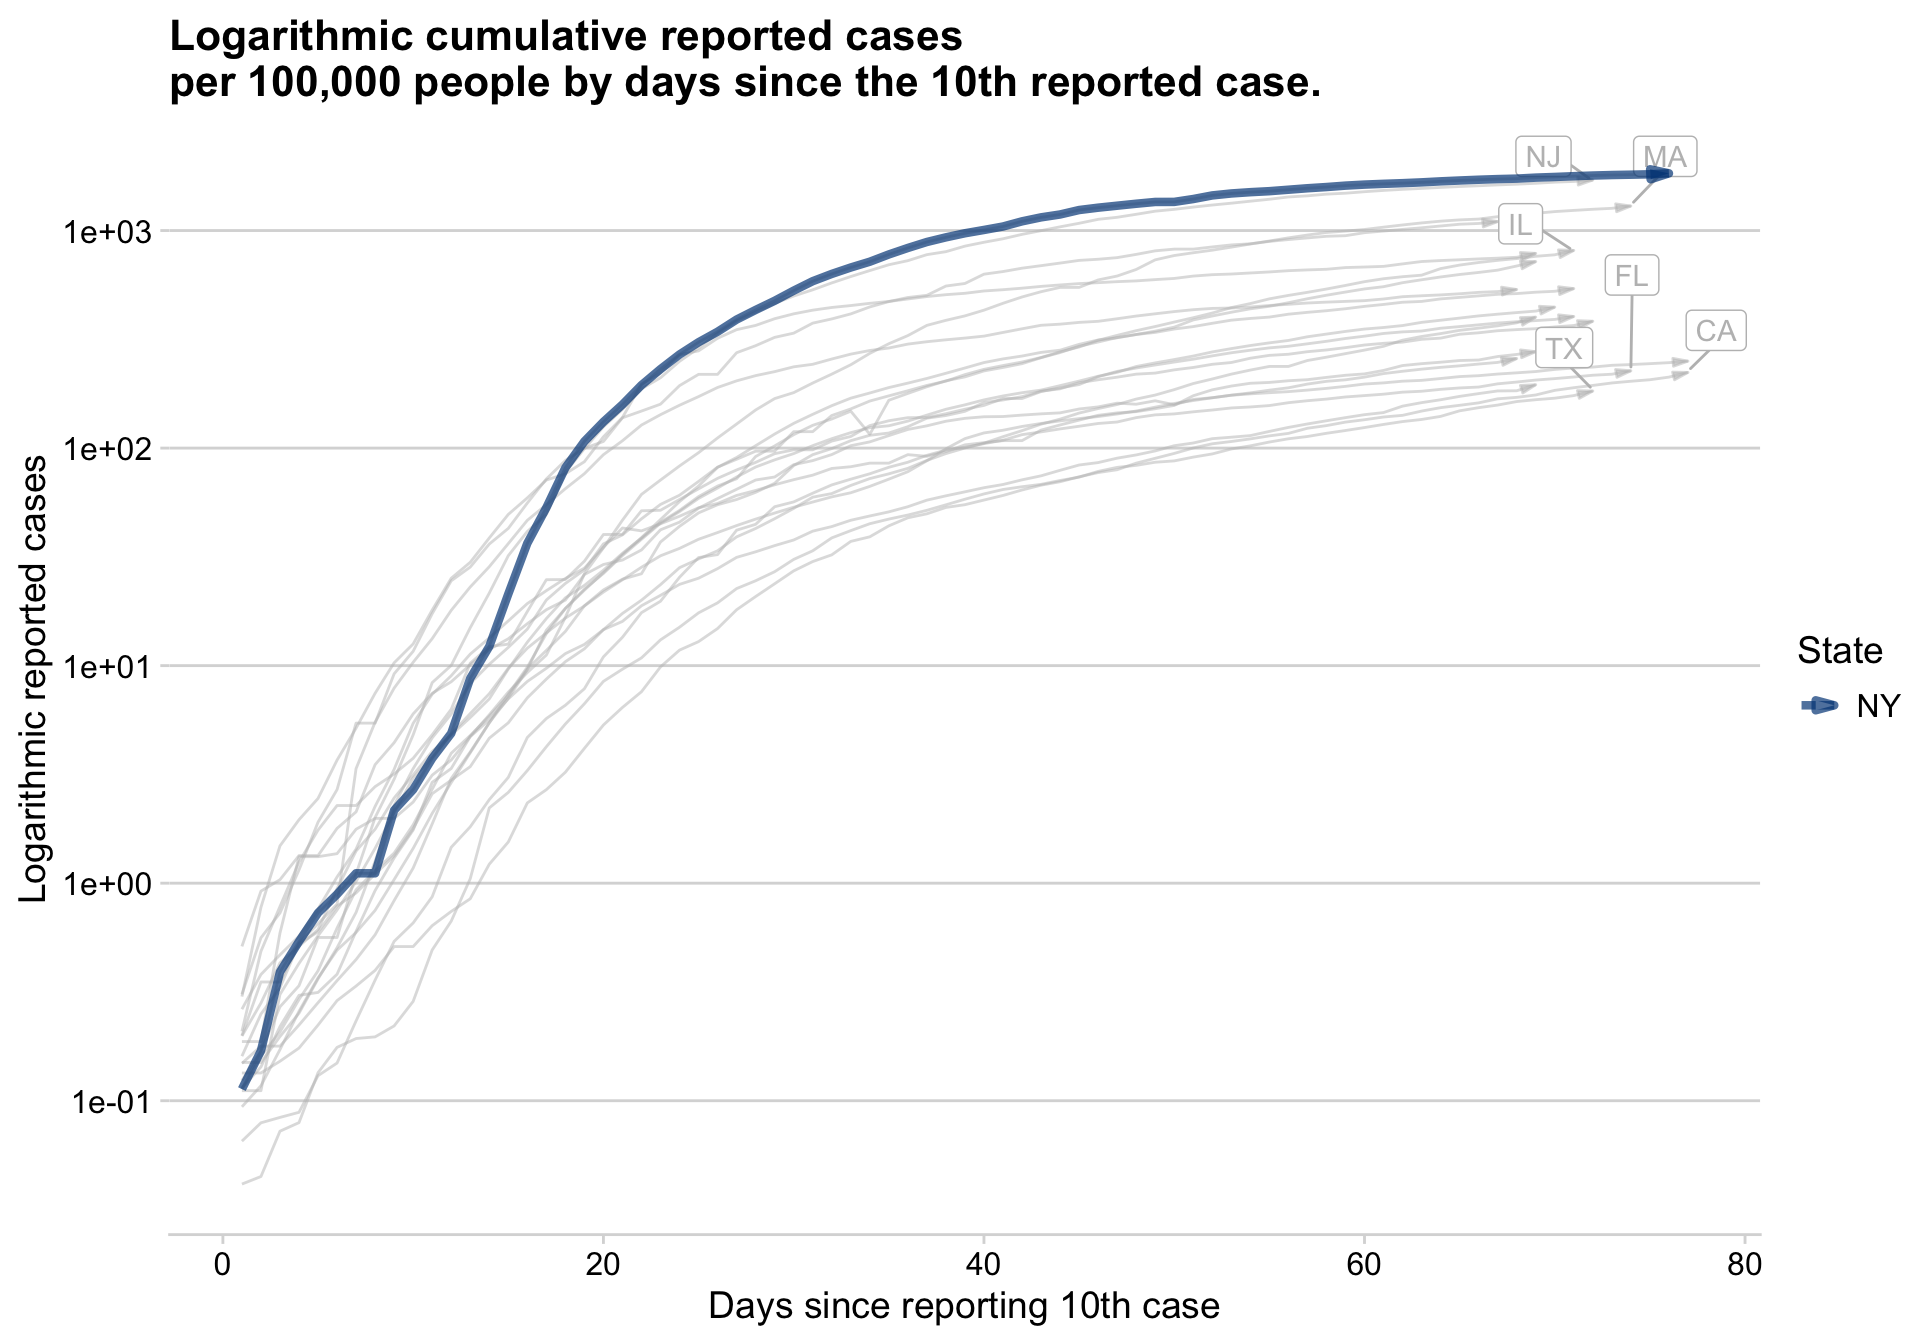 Logarithmic cumulative reported cases
per 100,000 people by days since the 10th reported case.
NJ
MA
IL
FL
CA
TX
1e+03
1e+02
1e+01
1e+00
1e-01
Logarithmic reported cases
State
NY
0
20
40
60
80
Days since reporting 10th case